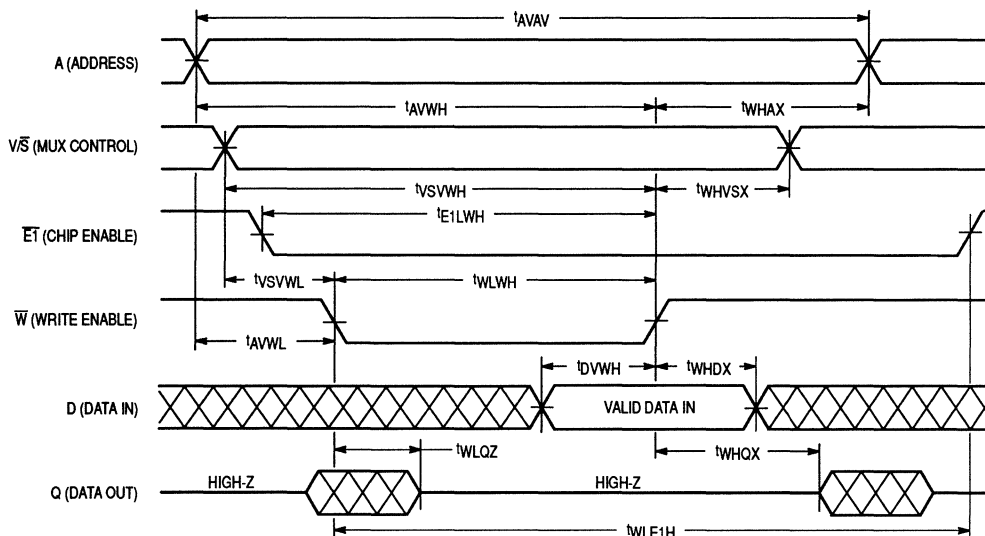 tAVAV
A (ADDRESS)
tAVWH
tWHAX
V/S̅ (MUX CONTROL)
tVSVWH
tWHVSX
tE1LWH
E̅1̅ (CHIP ENABLE)
tVSVWL
tWLWH
W̅ (WRITE ENABLE)
tAVWL
tDVWH
tWHDX
D (DATA IN)
VALID DATA IN
tWLQZ
tWHQX
HIGH-Z
HIGH-Z
Q (DATA OUT)
tWLE1H